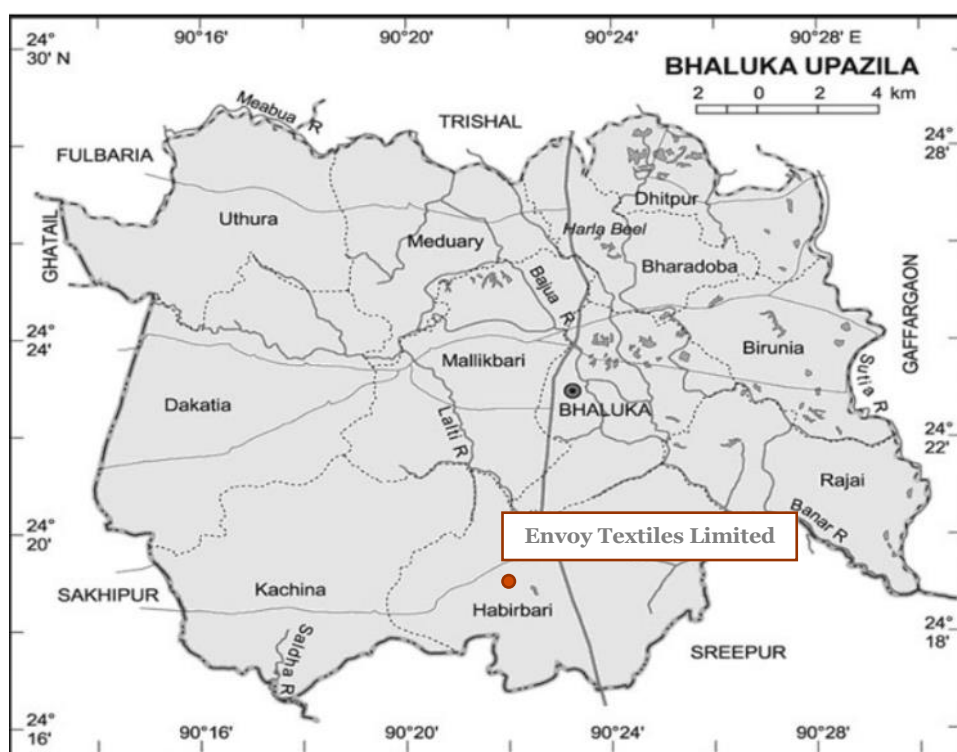 24°
30' N
90°16'
90°20'
90°24'
90°28' E
BHALUKA UPAZILA
2 0 2 4 km
Meabua R
TRISHAL
24°
28'
FULBARIA
Dhitpur
Uthura
GHATAIL
Meduary
Harla Beel
Bharadoba
Bajua R
GAFFARGAON
24°
24'
Mallikbari
Birunia
Sutia R
Dakatia
BHALUKA
Lalti R
24°
22'
Rajai
24°
20'
Envoy Textiles Limited
Banar R
SAKHIPUR
Kachina
Habirbari
24°
18'
Saidha R
SREEPUR
24°
16'
90°16'
90°20'
90°24'
90°28'